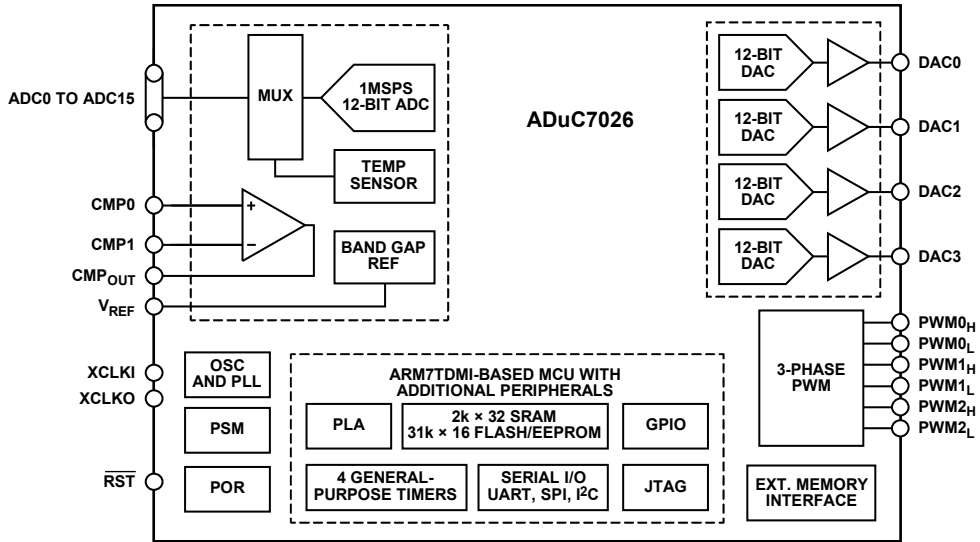 ADuC7026
ADC0 TO ADC15
MUX
1MSPS
12-BIT ADC
TEMP
SENSOR
CMP0
+
CMP1
−
CMPOUT
VREF
BAND GAP
REF
12-BIT
DAC
DAC0
12-BIT
DAC
DAC1
12-BIT
DAC
DAC2
12-BIT
DAC
DAC3
XCLKI
XCLKO
RST
OSC
AND PLL
PSM
POR
ARM7TDMI-BASED MCU WITH
ADDITIONAL PERIPHERALS
PLA
2k × 32 SRAM
31k × 16 FLASH/EEPROM
GPIO
4 GENERAL-
PURPOSE TIMERS
SERIAL I/O
UART, SPI, I²C
JTAG
3-PHASE
PWM
PWM0H
PWM0L
PWM1H
PWM1L
PWM2H
PWM2L
EXT. MEMORY
INTERFACE